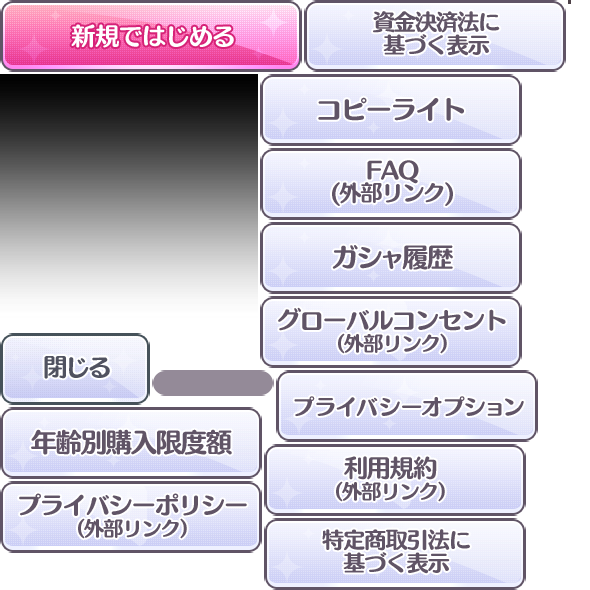 新規ではじめる
資金決済法に
基づく表示
コピーライト
FAQ
(外部リンク)
ガシャ履歴
グローバルコンセント
(外部リンク)
閉じる
プライバシーオプション
年齢別購入限度額
利用規約
(外部リンク)
プライバシーポリシー
(外部リンク)
特定商取引法に
基づく表示